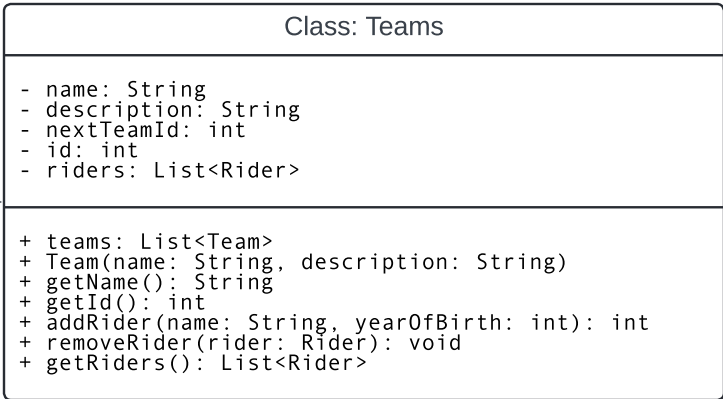 Class: Teams
- name: String
- description: String
- nextTeamId: int
- id: int
- riders: List<Rider>
+ teams: List<Team>
+ Team(name: String, description: String)
+ getName(): String
+ getId(): int
+ addRider(name: String, yearOfBirth: int): int
+ removeRider(rider: Rider): void
+ getRiders(): List<Rider>